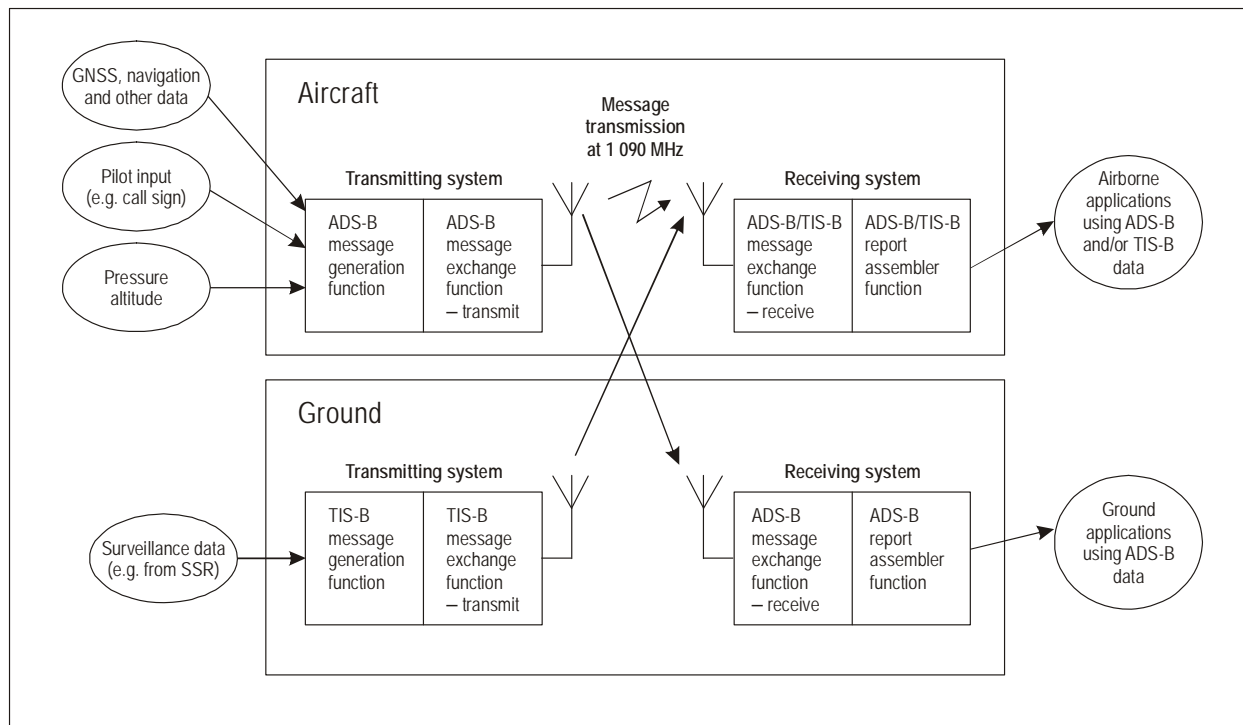 GNSS, navigation
and other data
Pilot input
(e.g. call sign)
Pressure
altitude
Aircraft
Message
transmission
at 1 090 MHz
Transmitting system
ADS-B
message
generation
function
ADS-B
message
exchange
function
– transmit
Receiving system
ADS-B/TIS-B
message
exchange
function
– receive
ADS-B/TIS-B
report
assembler
function
Airborne
applications
using ADS-B
and/or TIS-B
data
Ground
Surveillance data
(e.g. from SSR)
Transmitting system
TIS-B
message
generation
function
TIS-B
message
exchange
function
– transmit
Receiving system
ADS-B
message
exchange
function
– receive
ADS-B
report
assembler
function
Ground
applications
using ADS-B
data